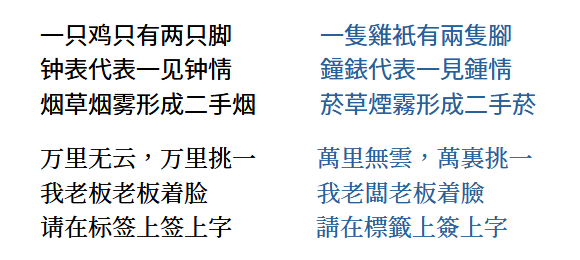 一只鸡只有两只脚
钟表代表一见钟情
烟草烟雾形成二手烟
一隻雞衹有兩隻腳
鐘錶代表一見鍾情
菸草煙霧形成二手菸
万里无云，万里挑一
我老板老板着脸
请在标签上签上字
萬里無雲，萬裏挑一
我老闆老板着臉
請在標籤上簽上字